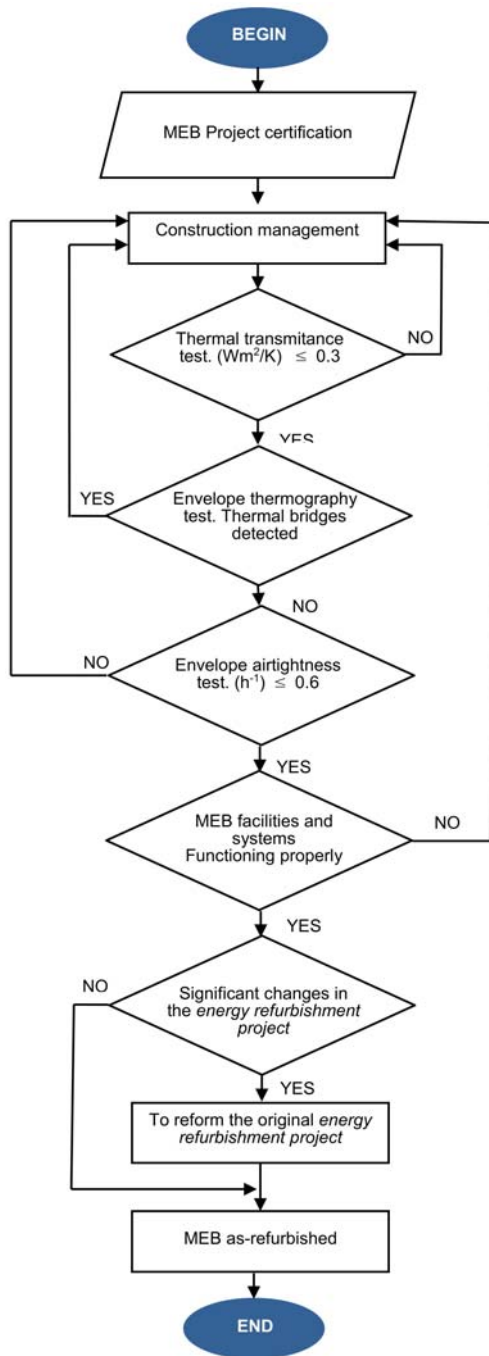 BEGIN
MEB Project certification
Construction management
Thermal transmitance
test. (Wm²/K) ≤ 0.3
NO
YES
YES
Envelope thermography
test. Thermal bridges
detected
NO
NO
Envelope airtightness
test. (h⁻¹) ≤ 0.6
YES
MEB facilities and
systems
Functioning properly
NO
YES
NO
Significant changes in
the energy refurbishment
project
YES
To reform the original energy
refurbishment project
MEB as-refurbished
END